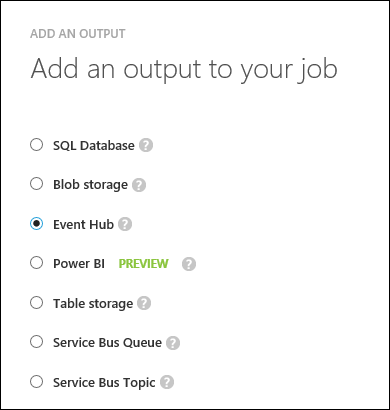 ADD AN OUTPUT
Add an output to your job
SQL Database ?
Blob storage ?
Event Hub ?
Power BI PREVIEW ?
Table storage ?
Service Bus Queue ?
Service Bus Topic ?